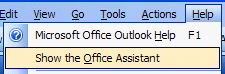 Edit View Go Tools Actions Help
Microsoft Office Outlook Help F1
Show the Office Assistant